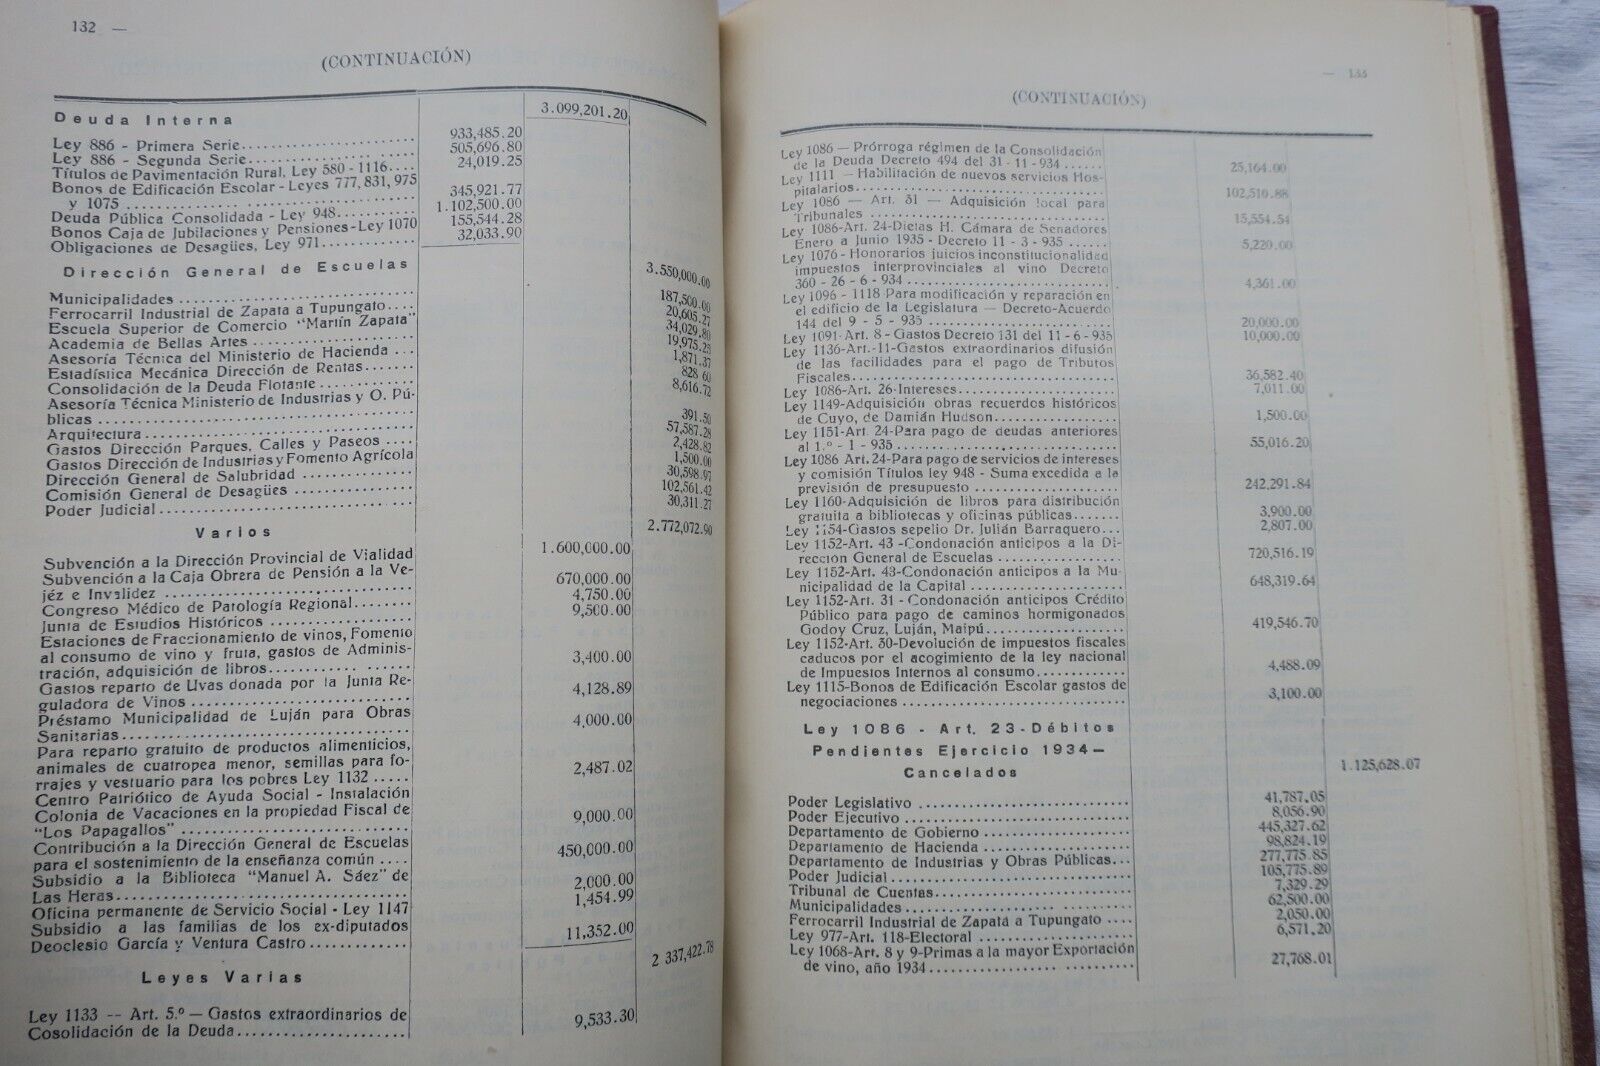 132 —
(CONTINUACIÓN)
Deuda Interna 3.099,201.20
Ley 886 - Primera Serie 933,485.20
Ley 886 - Segunda Serie 505,696.80
Títulos de Pavimentación Rural, Ley 580 - 1116 24,019.25
Bonos de Edificación Escolar - Leyes 777, 831, 975
y 1075 345,921.77
Deuda Pública Consolidada - Ley 948 1.102,500.00
Bonos Caja de Jubilaciones y Pensiones - Ley 1070 155,544.28
Obligaciones de Desagües, Ley 971 32,033.90
Dirección General de Escuelas 3.550,000.00
Municipalidades 187,500.00
Ferrocarril Industrial de Zapata a Tupungato 20,605.27
Escuela Superior de Comercio "Martín Zapata" 34,029.80
Academia de Bellas Artes 19,975.25
Asesoría Técnica del Ministerio de Hacienda 1,871.37
Estadística Mecánica Dirección de Rentas 828 60
Consolidación de la Deuda Flotante 8,616.72
Asesoría Técnica Ministerio de Industrias y O. Pú-
blicas 391.50
Arquitectura 57,587.28
Gastos Dirección Parques, Calles y Paseos 2,428.82
Gastos Dirección de Industrias y Fomento Agrícola 1,500.00
Dirección General de Salubridad 30,598.97
Comisión General de Desagües 102,561.42
Poder Judicial 30,311.27
Varios 2.772,072.90
Subvención a la Dirección Provincial de Vialidad 1.600,000.00
Subvención a la Caja Obrera de Pensión a la Ve-
jéz e Invalidez 670,000.00
Congreso Médico de Patología Regional 4,750.00
Junta de Estudios Históricos 9,500.00
Estaciones de Fraccionamiento de vinos, Fomento
al consumo de vino y fruta, gastos de Adminis-
tración, adquisición de libros 3,400.00
Gastos reparto de Uvas donada por la Junta Re-
guladora de Vinos 4,128.89
Préstamo Municipalidad de Luján para Obras
Sanitarias 4,000.00
Para reparto gratuito de productos alimenticios,
animales de cuatropea menor, semillas para fo-
rrajes y vestuario para los pobres Ley 1132 2,487.02
Centro Patriótico de Ayuda Social - Instalación
Colonia de Vacaciones en la propiedad Fiscal de
"Los Papagallos" 9,000.00
Contribución a la Dirección General de Escuelas
para el sostenimiento de la enseñanza común 450,000.00
Subsidio a la Biblioteca "Manuel A. Sáez" de
Las Heras 2,000.00
Oficina permanente de Servicio Social - Ley 1147 1,454.99
Subsidio a las familias de los ex-diputados
Deoclesio García y Ventura Castro 11,352.00
Leyes Varias 2 337,422.78
Ley 1133 -- Art. 5.º — Gastos extraordinarios de
Cosolidación de la Deuda 9,533.30
— 133
(CONTINUACIÓN)
Ley 1086 — Prórroga régimen de la Consolidación
de la Deuda Decreto 494 del 31 - 11 - 934 25,164.00
Ley 1111 — Habilitación de nuevos servicios Hos-
pitalarios 102,510.88
Ley 1086 — Art. 31 — Adquisición local para
Tribunales 15,554.54
Ley 1086-Art. 24-Dietas H. Cámara de Senadores
Enero a Junio 1935 - Decreto 11 - 3 - 935 5,220.00
Ley 1076 - Honorarios juicios inconstitucionalidad
impuestos interprovinciales al vino Decreto
360 - 26 - 6 - 934 4,361.00
Ley 1096 - 1118 Para modificación y reparación en
el edificio de la Legislatura — Decreto-Acuerdo
144 del 9 - 5 - 935 20,000.00
Ley 1091-Art. 8 - Gastos Decreto 131 del 11 - 6 - 935 10,000.00
Ley 1136-Art.-11-Gastos extraordinarios difusión
de las facilidades para el pago de Tributos
Fiscales 36,582.40
Ley 1086-Art. 26-Intereses 7,011.00
Ley 1149-Adquisición obras recuerdos históricos
de Cuyo, de Damián Hudson 1,500.00
Ley 1151-Art. 24-Para pago de deudas anteriores
al 1.º - 1 - 935 55,016.20
Ley 1086 Art. 24-Para pago de servicios de intereses
y comisión Títulos ley 948 - Suma excedida a la
previsión de presupuesto 242,291.84
Ley 1160-Adquisición de libros para distribución
gratuita a bibliotecas y oficinas públicas 3,900.00
Ley 1154-Gastos sepelio Dr. Julián Barraquero 2,807.00
Ley 1152-Art. 43 -Condonación anticipos a la Di-
rección General de Escuelas 720,516.19
Ley 1152-Art. 43-Condonación anticipos a la Mu-
nicipalidad de la Capital 648,319.64
Ley 1152-Art. 31 - Condonación anticipos Crédito
Público para pago de caminos hormigonados
Godoy Cruz, Luján, Maipú 419,546.70
Ley 1152-Art. 30-Devolución de impuestos fiscales
caducos por el acogimiento de la ley nacional
de Impuestos Internos al consumo 4,488.09
Ley 1115-Bonos de Edificación Escolar gastos de
negociaciones 3,100.00
Ley 1086 - Art. 23 - Débitos
Pendientes Ejercicio 1934 —
Cancelados 1.125,628.07
Poder Legislativo 41,787.05
Poder Ejecutivo 8,056.90
Departamento de Gobierno 445,327.62
Departamento de Hacienda 98,824.19
Departamento de Industrias y Obras Públicas 277,775.85
Poder Judicial 105,775.89
Tribunal de Cuentas 7,329.29
Municipalidades 62,500.00
Ferrocarril Industrial de Zapata a Tupungato 2,050.00
Ley 977-Art. 118-Electoral 6,571,20
Ley 1068-Art. 8 y 9-Primas a la mayor Exportación
de vino, año 1934 27,768.01